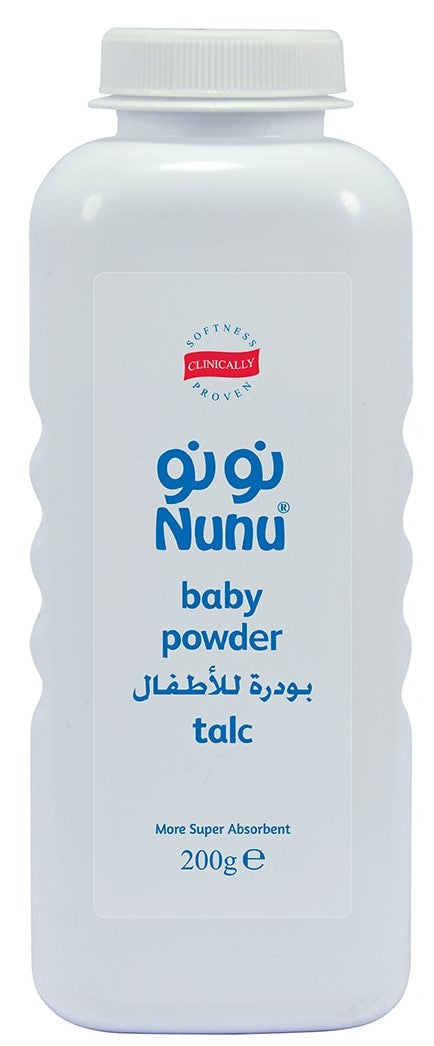 SOFTNESS
CLINICALLY
PROVEN
نونو
Nunu®
baby
powder
بودرة للأطفال
talc
More Super Absorbent
200g ℮